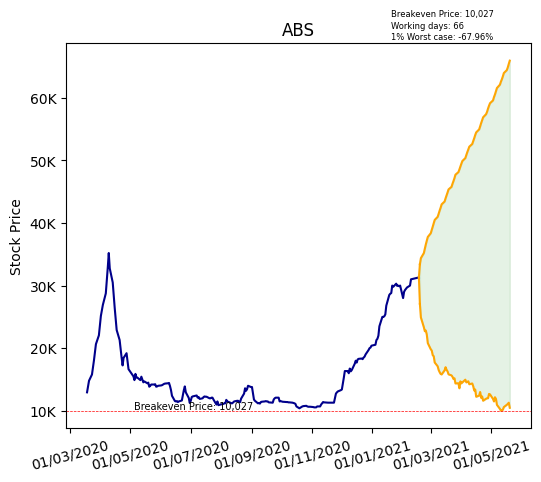 Breakeven Price: 10,027
Working days: 66
1% Worst case: -67.96%
ABS
Stock Price
60K
50K
40K
30K
20K
10K
Breakeven Price: 10,027
01/03/2020
01/05/2020
01/07/2020
01/09/2020
01/11/2020
01/01/2021
01/03/2021
01/05/2021